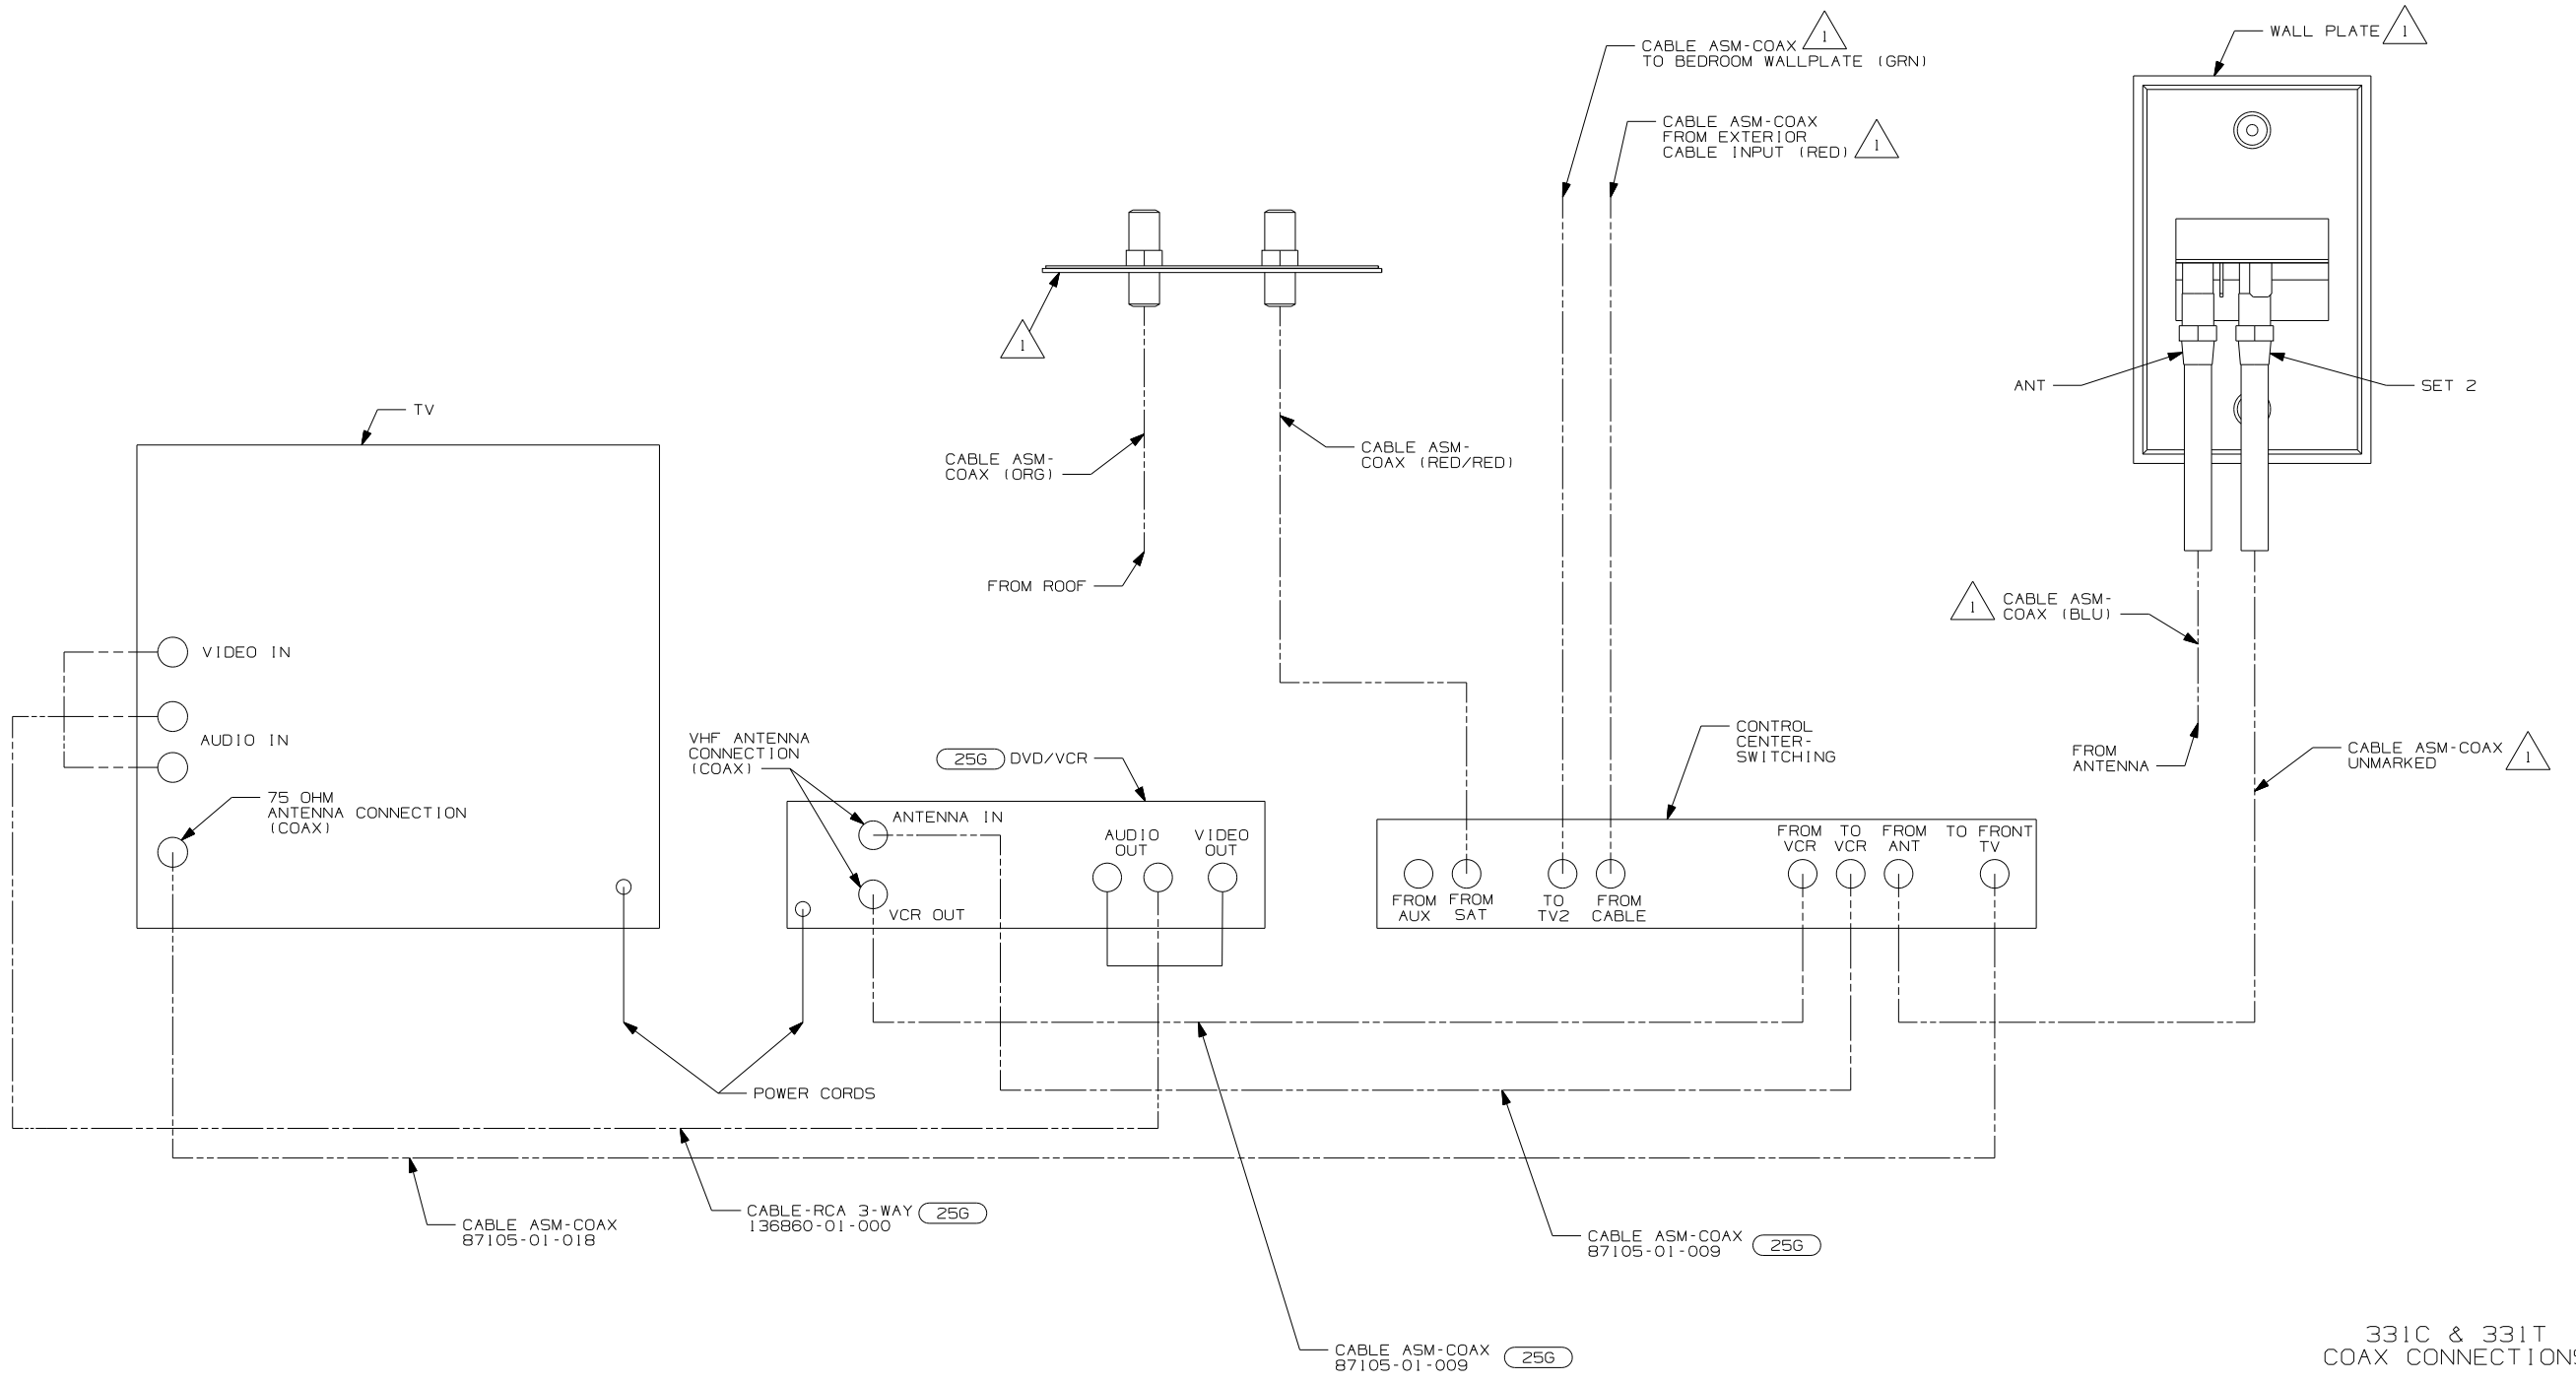 WALL PLATE 1
CABLE ASM-COAX 1
TO BEDROOM WALLPLATE (GRN)
CABLE ASM-COAX
FROM EXTERIOR
CABLE INPUT (RED) 1
1
ANT
SET 2
TV
CABLE ASM-
COAX (ORG)
CABLE ASM-
COAX (RED/RED)
FROM ROOF
1 CABLE ASM-
COAX (BLU)
VIDEO IN
AUDIO IN
VHF ANTENNA
CONNECTION
(COAX)
25G DVD/VCR
CONTROL
CENTER-
SWITCHING
FROM
ANTENNA
CABLE ASM-COAX
UNMARKED
1
75 OHM
ANTENNA CONNECTION
(COAX)
ANTENNA IN
AUDIO
OUT
VIDEO
OUT
VCR OUT
FROM
VCR
TO
VCR
FROM
ANT
TO FRONT
TV
FROM
AUX
FROM
SAT
TO
TV2
FROM
CABLE
POWER CORDS
CABLE-RCA 3-WAY 25G
136860-01-000
CABLE ASM-COAX
87105-01-018
CABLE ASM-COAX
87105-01-009 25G
CABLE ASM-COAX
87105-01-009 25G
331C & 331T
COAX CONNECTIONS